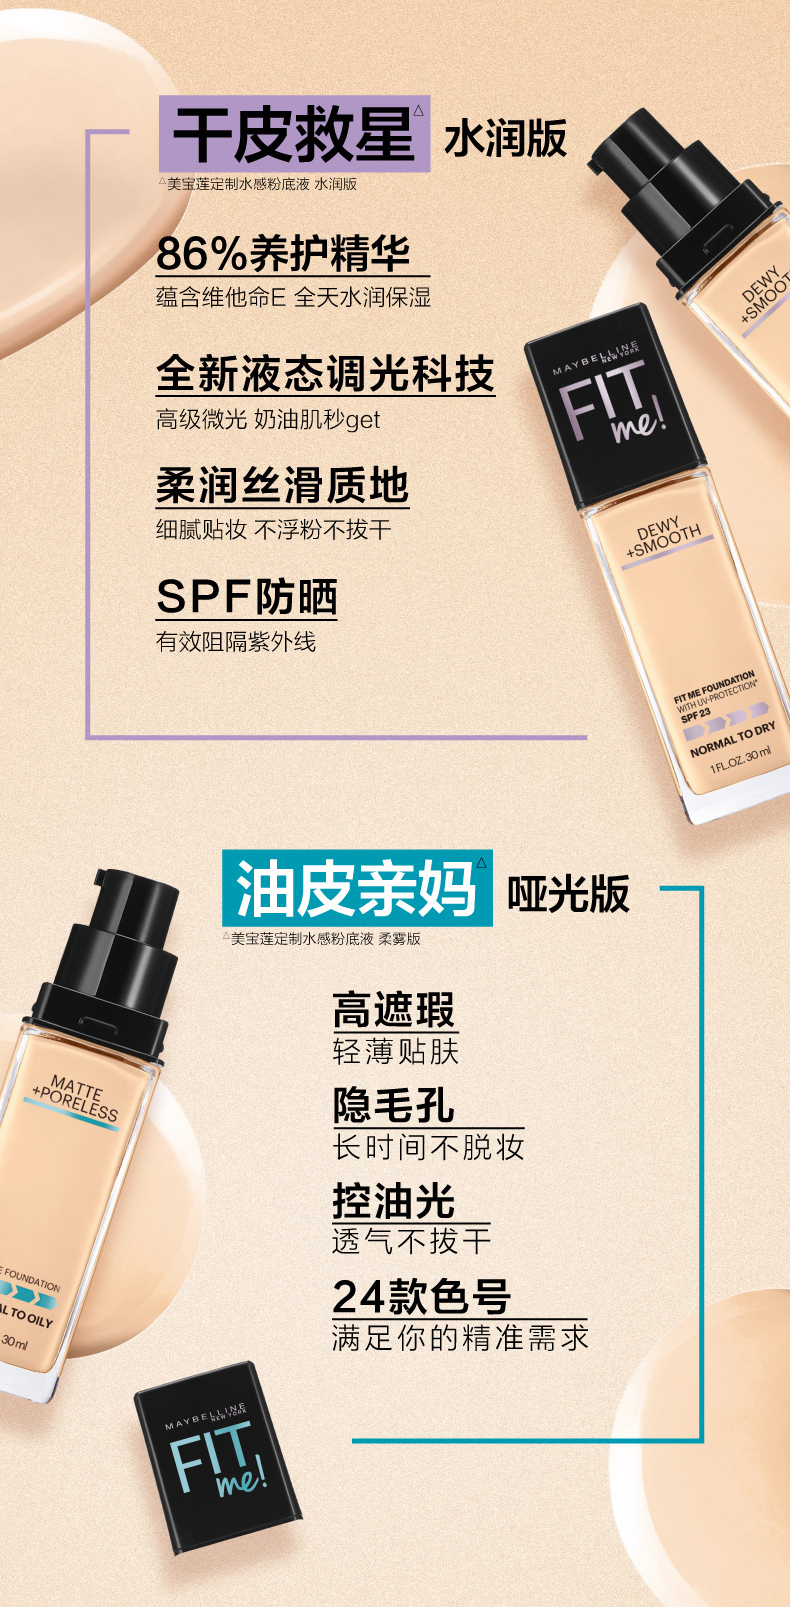 干皮救星△ 水润版
△美宝莲定制水感粉底液 水润版
86%养护精华
蕴含维他命E 全天水润保湿
全新液态调光科技
高级微光 奶油肌秒get
柔润丝滑质地
细腻贴妆 不浮粉不拔干
SPF防晒
有效阻隔紫外线
DEWY
+SMOOT
MAYBELLINE
NEW YORK
FIT
me!
DEWY
+SMOOTH
FIT ME FOUNDATION
WITH UV-PROTECTION*
SPF 23
NORMAL TO DRY
1 FL.OZ. 30 ml
油皮亲妈△ 哑光版
△美宝莲定制水感粉底液 柔雾版
高遮瑕
轻薄贴肤
隐毛孔
长时间不脱妆
控油光
透气不拔干
24款色号
满足你的精准需求
MATTE
+PORELESS
E FOUNDATION
AL TO OILY
30 ml
MAYBELLINE
NEW YORK
FIT
me!